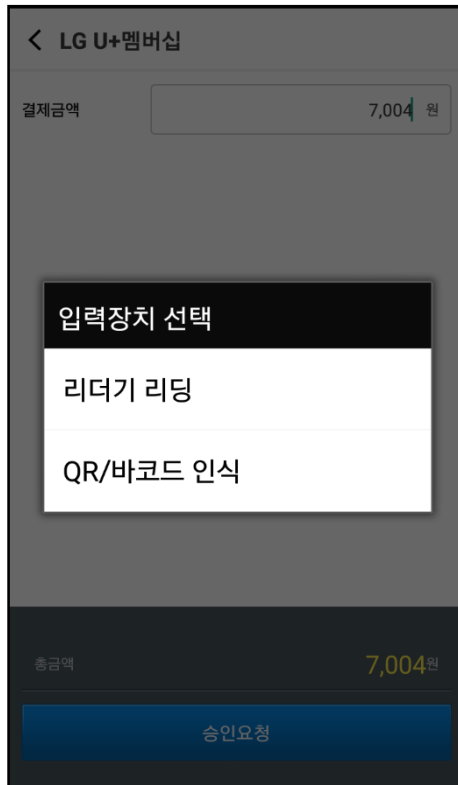 LG U+멤버십
결제금액 7,004 원
입력장치 선택
리더기 리딩
QR/바코드 인식
총금액 7,004원
승인요청